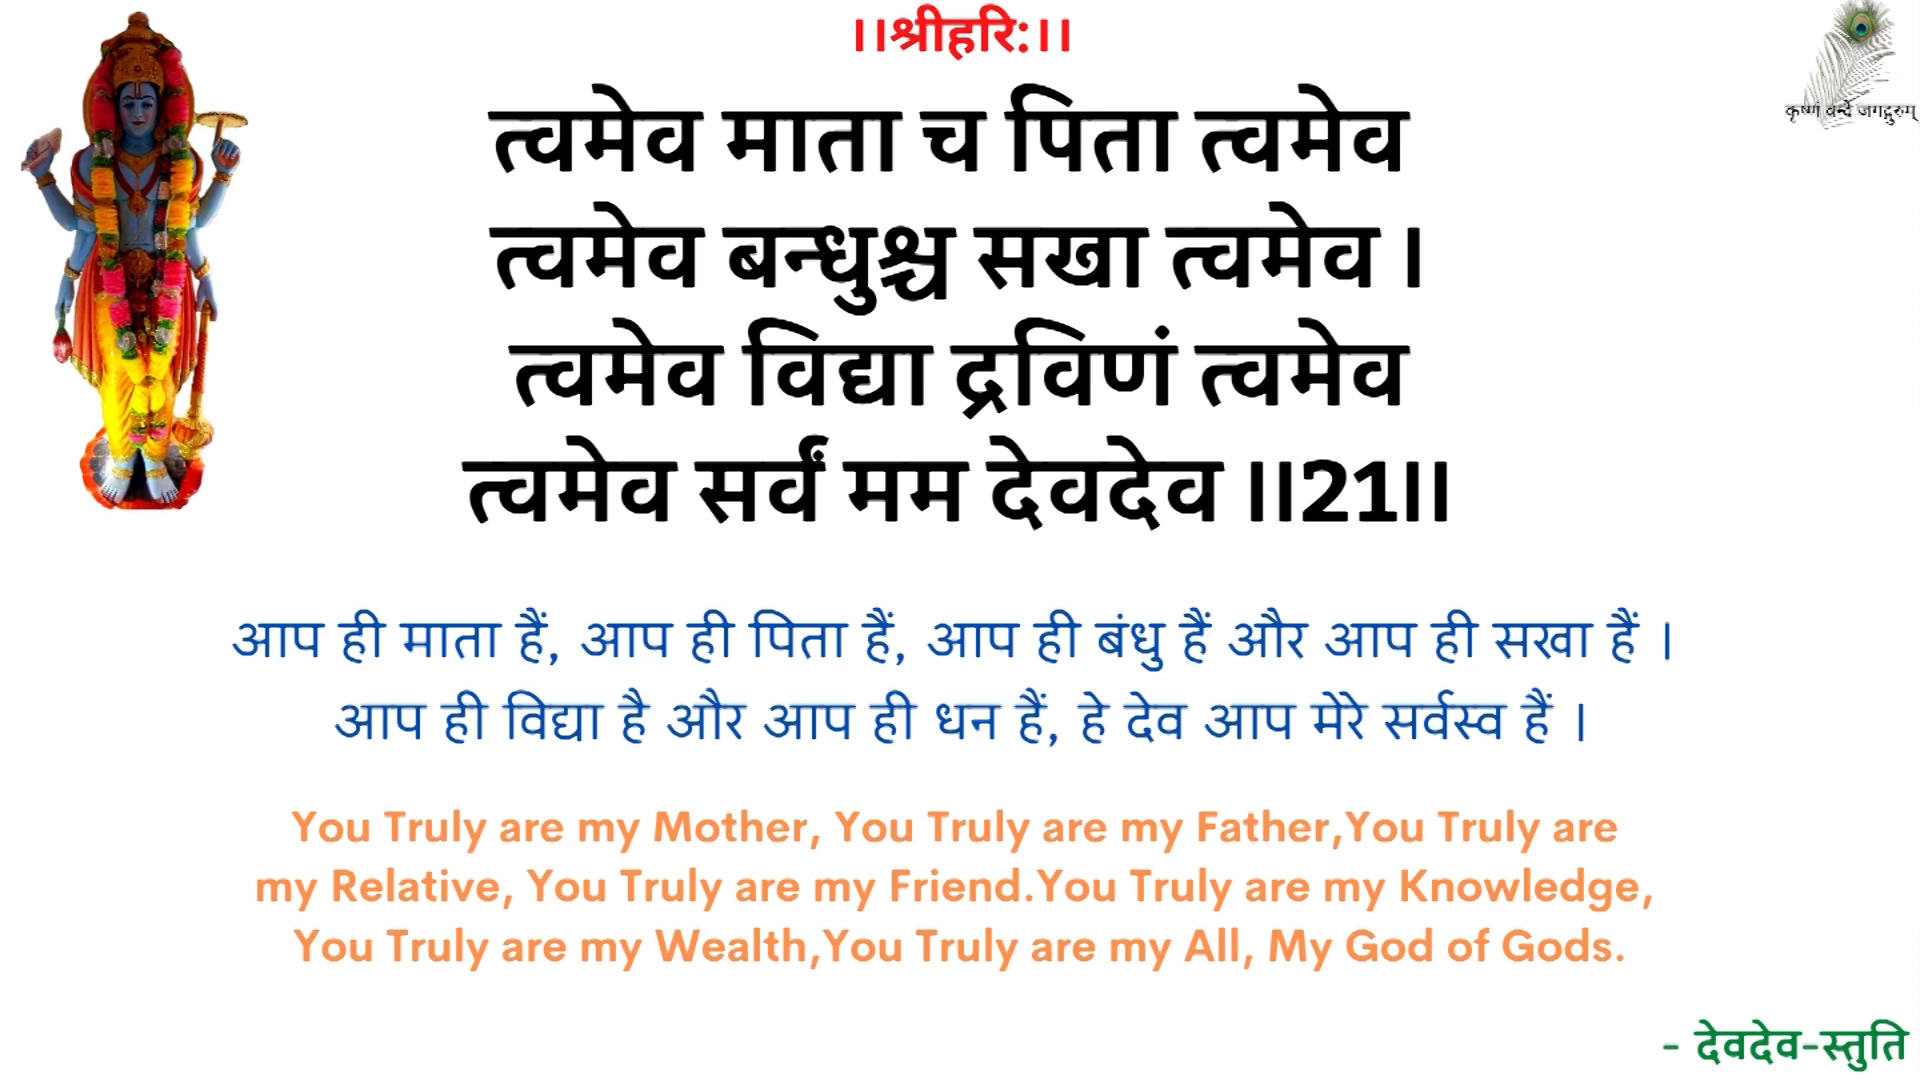 ।।श्रीहरि:।।
कृष्णं वन्दे जगद्गुरुम्
त्वमेव माता च पिता त्वमेव
त्वमेव बन्धुश्च सखा त्वमेव ।
त्वमेव विद्या द्रविणं त्वमेव
त्वमेव सर्वं मम देवदेव ।।21।।
आप ही माता हैं, आप ही पिता हैं, आप ही बंधु हैं और आप ही सखा हैं ।
आप ही विद्या है और आप ही धन हैं, हे देव आप मेरे सर्वस्व हैं ।
You Truly are my Mother, You Truly are my Father,You Truly are
my Relative, You Truly are my Friend.You Truly are my Knowledge,
You Truly are my Wealth,You Truly are my All, My God of Gods.
- देवदेव-स्तुति